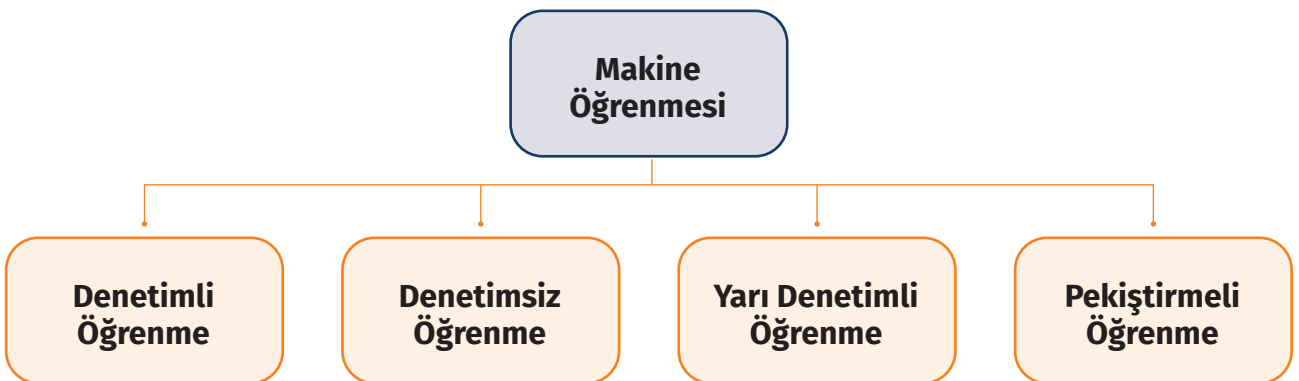 Makine
Öğrenmesi
Denetimli
Öğrenme
Denetimsiz
Öğrenme
Yarı Denetimli
Öğrenme
Pekiştirmeli
Öğrenme